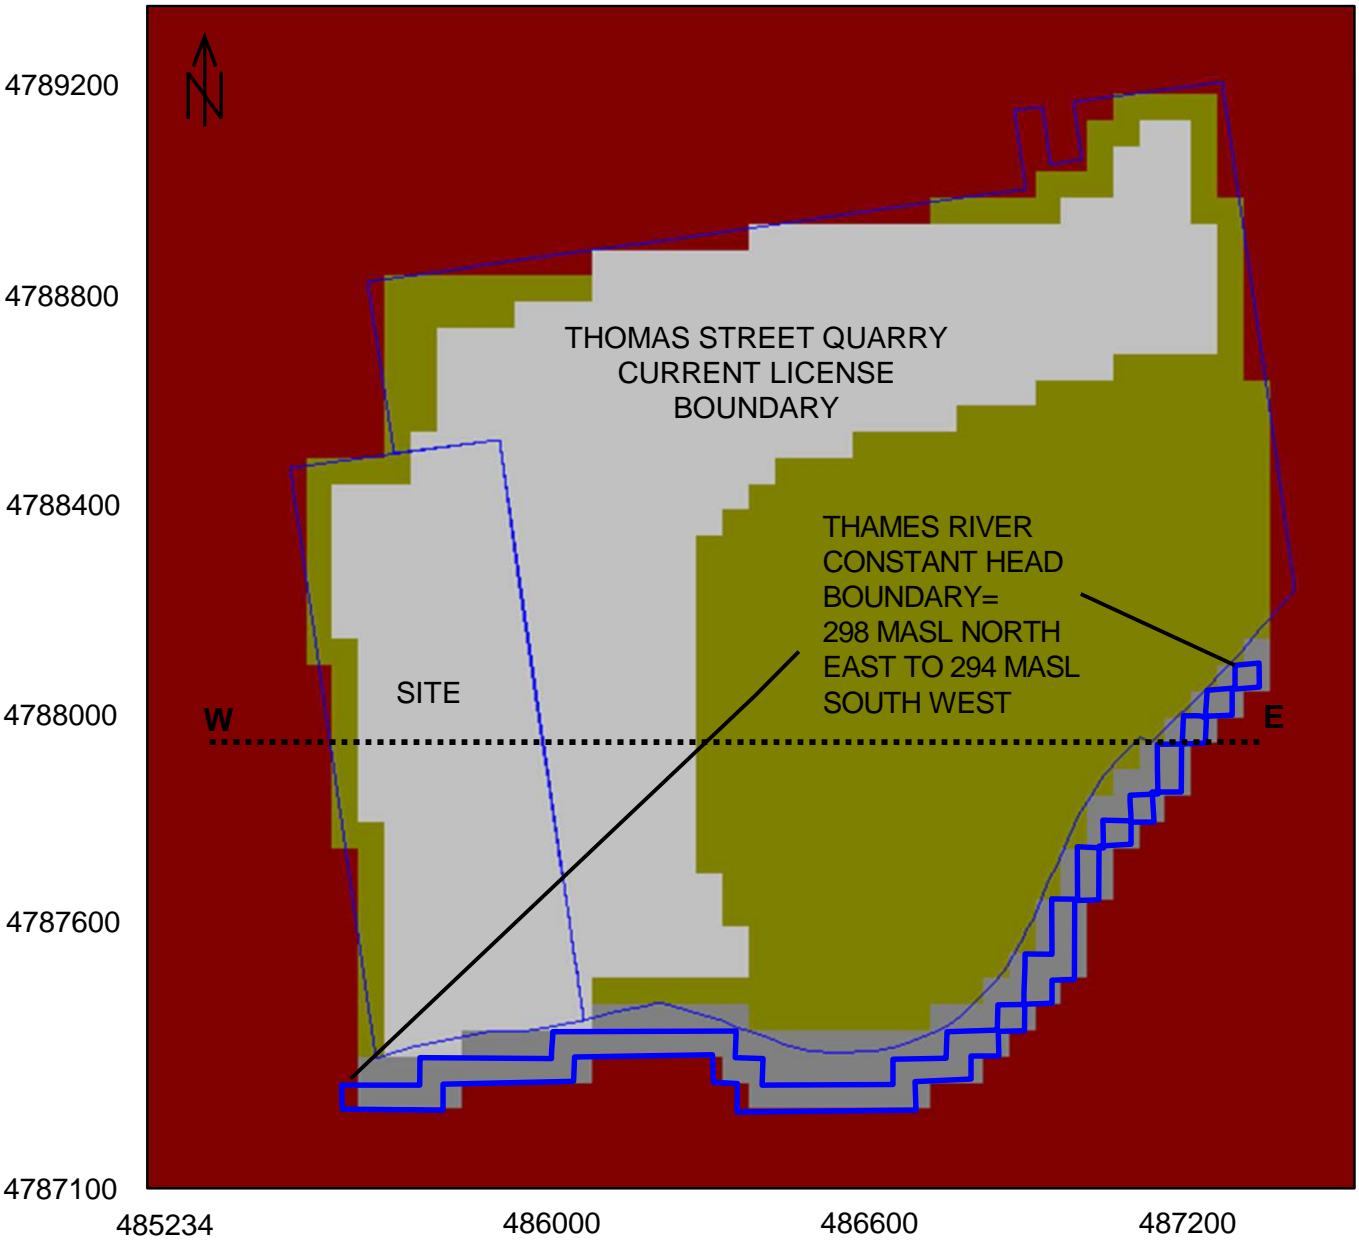 N
4789200
4788800
4788400
4788000
4787600
4787100
THOMAS STREET QUARRY
CURRENT LICENSE
BOUNDARY
THAMES RIVER
CONSTANT HEAD
BOUNDARY=
298 MASL NORTH
EAST TO 294 MASL
SOUTH WEST
SITE
W
E
485234
486000
486600
487200